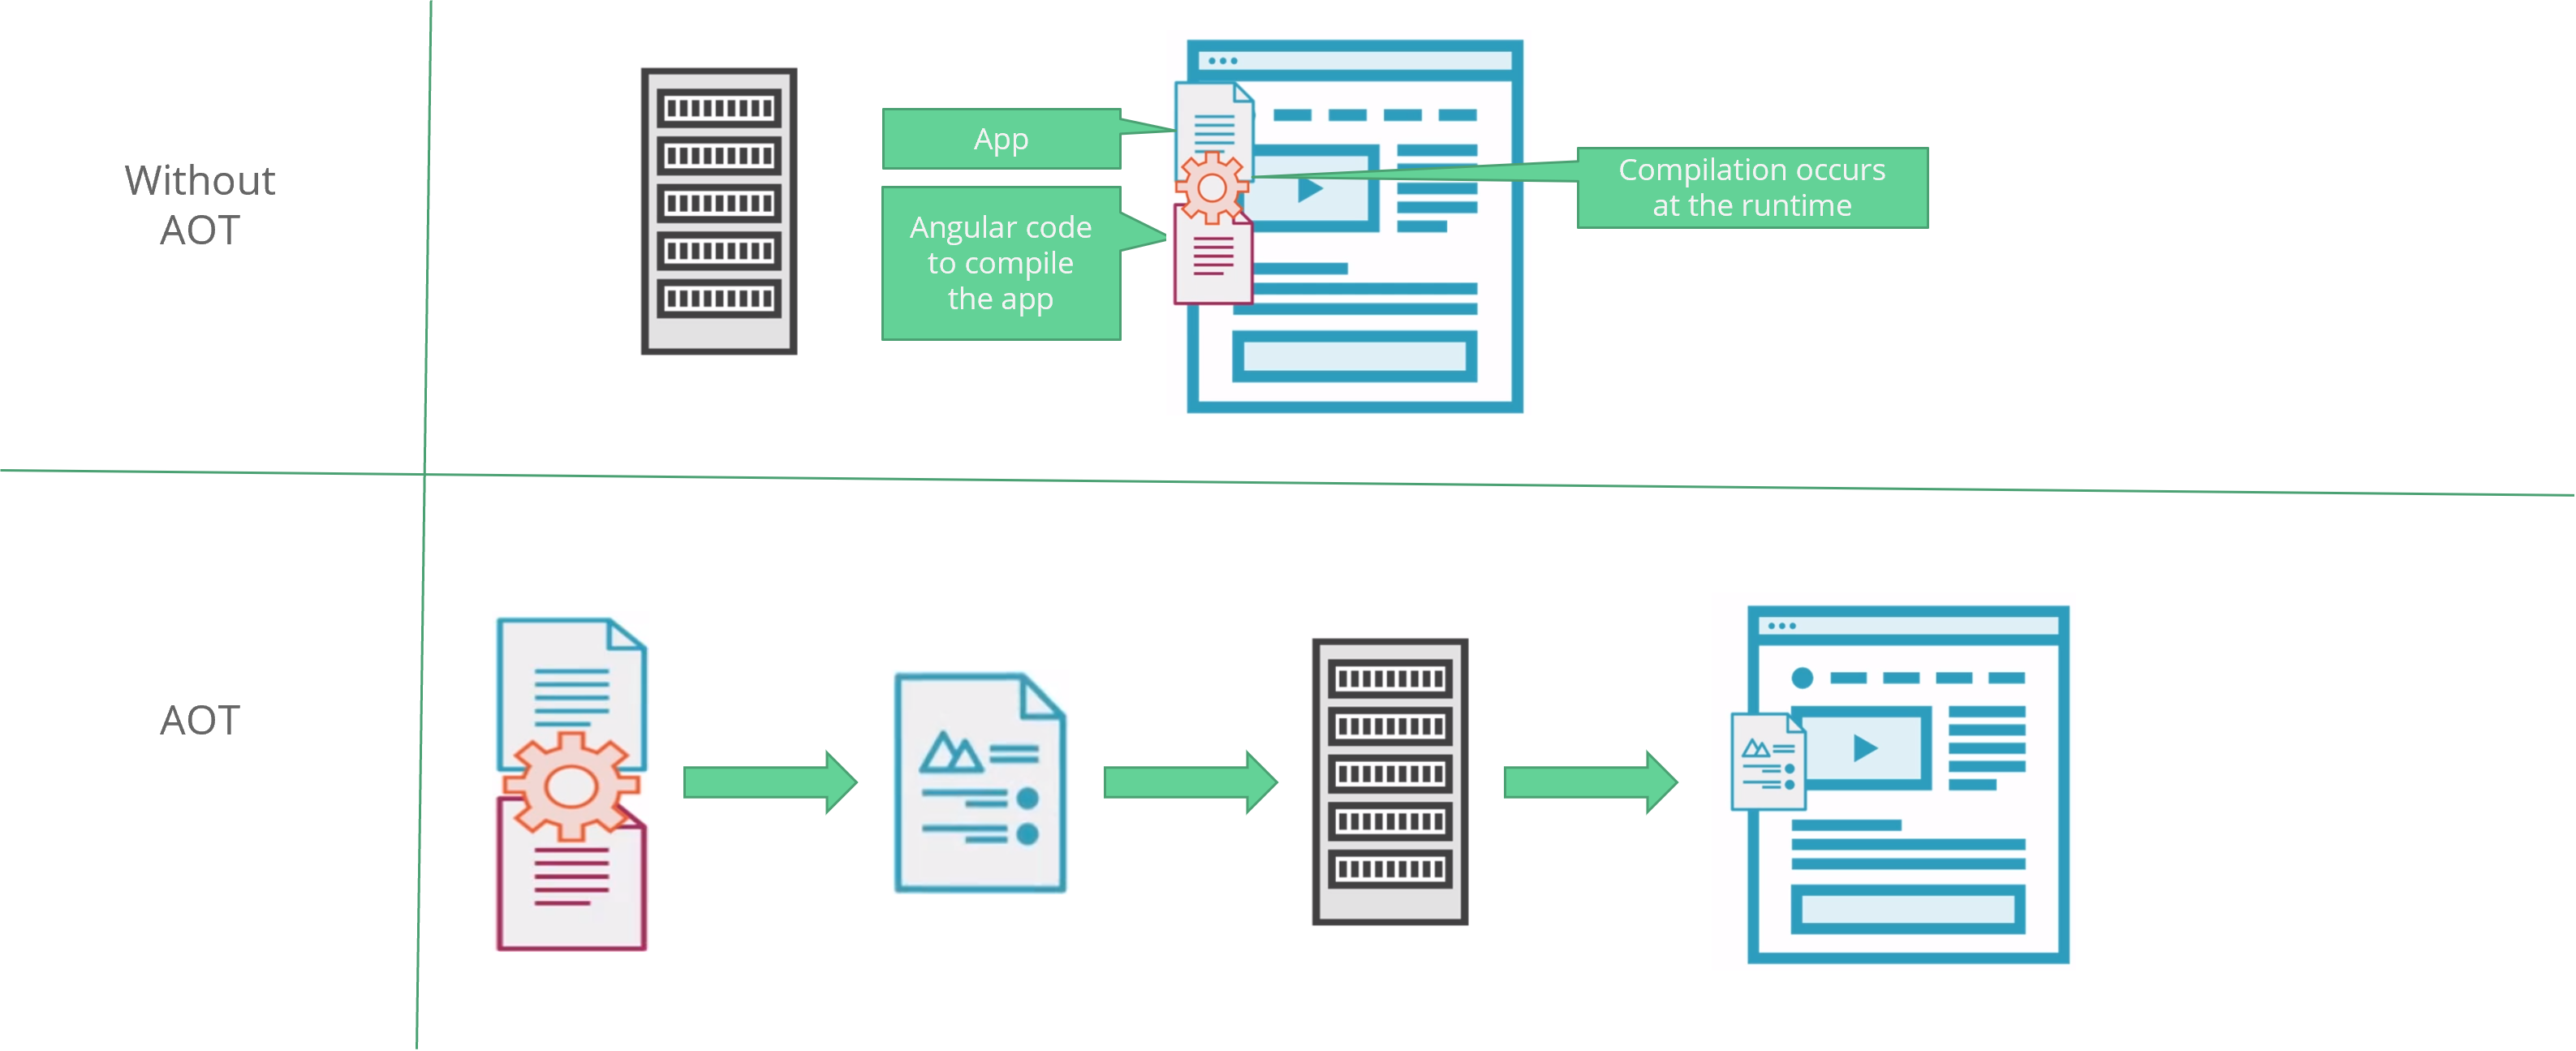 Without
AOT
App
Angular code
to compile
the app
Compilation occurs
at the runtime
AOT